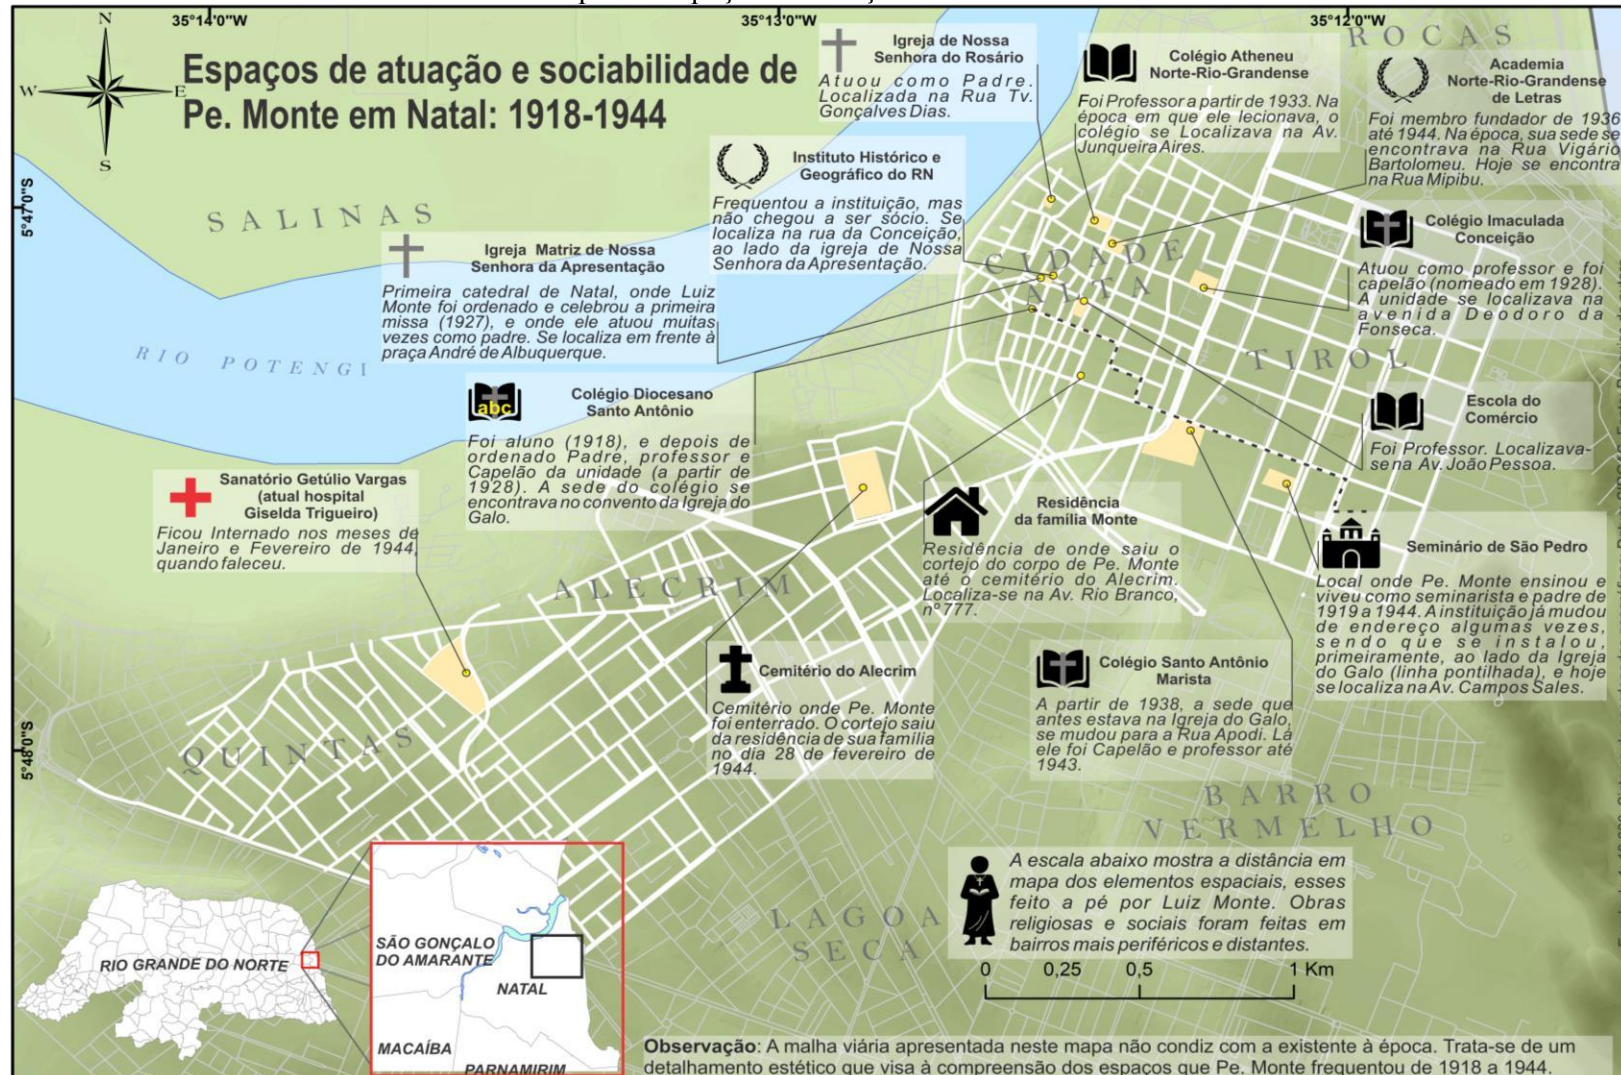 35°14'0"W
35°13'0"W
35°12'0"W
N
W
E
S
Espaços de atuação e sociabilidade de
Pe. Monte em Natal: 1918-1944
5°47'0"S
5°48'0"S
Igreja de Nossa
Senhora do Rosário
Atuou como Padre.
Localizada na Rua Tv.
Gonçalves Dias.
Colégio Atheneu
Norte-Rio-Grandense
Foi Professor a partir de 1933. Na
época em que ele lecionava, o
colégio se Localizava na Av.
Junqueira Aires.
ROCAS
Academia
Norte-Rio-Grandense
de Letras
Foi membro fundador de 1936
até 1944. Na época, sua sede se
encontrava na Rua Vigário
Bartolomeu. Hoje se encontra
na Rua Mipibu.
Instituto Histórico e
Geográfico do RN
Frequentou a instituição, mas
não chegou a ser sócio. Se
localiza na rua da Conceição,
ao lado da igreja de Nossa
Senhora da Apresentação.
SALINAS
Igreja Matriz de Nossa
Senhora da Apresentação
Primeira catedral de Natal, onde Luiz
Monte foi ordenado e celebrou a primeira
missa (1927), e onde ele atuou muitas
vezes como padre. Se localiza em frente à
praça André de Albuquerque.
RIO POTENGI
CIDADE
ALTA
Colégio Imaculada
Conceição
Atuou como professor e foi
capelão (nomeado em 1928).
A unidade se localizava na
avenida Deodoro da
Fonseca.
TIROL
abc
Colégio Diocesano
Santo Antônio
Foi aluno (1918), e depois de
ordenado Padre, professor e
Capelão da unidade (a partir de
1928). A sede do colégio se
encontrava no convento da Igreja do
Galo.
Escola do
Comércio
Foi Professor. Localizava-
se na Av. João Pessoa.
Sanatório Getúlio Vargas
(atual hospital
Giselda Trigueiro)
Ficou Internado nos meses de
Janeiro e Fevereiro de 1944,
quando faleceu.
Residência
da família Monte
Residência de onde saiu o
cortejo do corpo de Pe. Monte
até o cemitério do Alecrim.
Localiza-se na Av. Rio Branco,
nº 777.
Seminário de São Pedro
Local onde Pe. Monte ensinou e
viveu como seminarista e padre de
1919 a 1944. A instituição já mudou
de endereço algumas vezes,
sendo que se instalou,
primeiramente, ao lado da Igreja
do Galo (linha pontilhada), e hoje
se localiza na Av. Campos Sales.
ALECRIM
Cemitério do Alecrim
Cemitério onde Pe. Monte
foi enterrado. O cortejo saiu
da residência de sua família
no dia 28 de fevereiro de
1944.
Colégio Santo Antônio
Marista
A partir de 1938, a sede que
antes estava na Igreja do Galo,
se mudou para a Rua Apodi. Lá
ele foi Capelão e professor até
1943.
QUINTAS
BARRO
VERMELHO
LAGOA
SECA
A escala abaixo mostra a distância em
mapa dos elementos espaciais, esses
feito a pé por Luiz Monte. Obras
religiosas e sociais foram feitas em
bairros mais periféricos e distantes.
0 0,25 0,5 1 Km
RIO GRANDE DO NORTE
SÃO GONÇALO
DO AMARANTE
NATAL
MACAÍBA
PARNAMIRIM
Observação: A malha viária apresentada neste mapa não condiz com a existente à época. Trata-se de um
detalhamento estético que visa à compreensão dos espaços que Pe. Monte frequentou de 1918 a 1944.